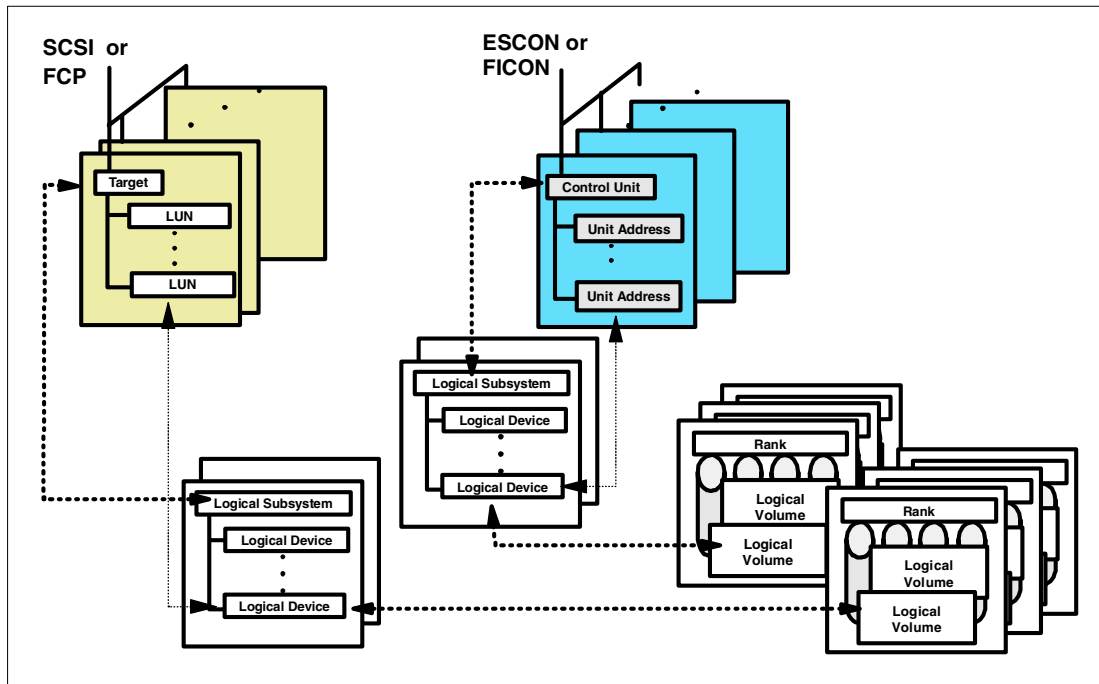 SCSI or
FCP
ESCON or
FICON
Target
LUN
LUN
Control Unit
Unit Address
Unit Address
Logical Subsystem
Logical Device
Logical Device
Logical Subsystem
Logical Device
Logical Device
Rank
Logical
Volume
Logical
Volume
Rank
Logical
Volume
Logical
Volume